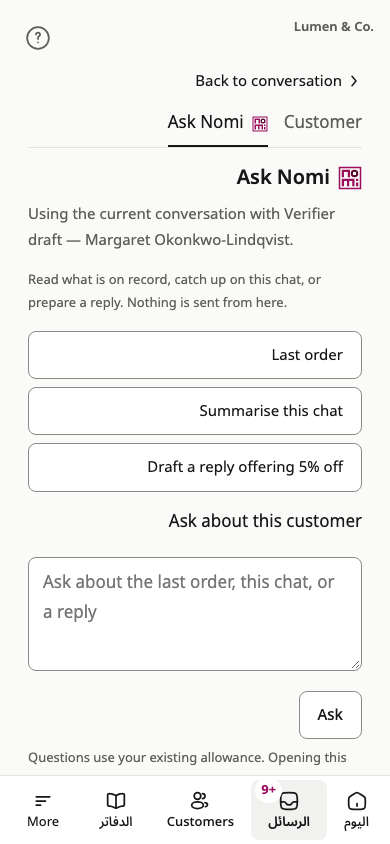 Lumen & Co.
Back to conversation
Customer
Ask Nomi
Ask Nomi
Using the current conversation with Verifier
draft — Margaret Okonkwo-Lindqvist.
Read what is on record, catch up on this chat, or
prepare a reply. Nothing is sent from here.
Last order
Summarise this chat
Draft a reply offering 5% off
Ask about this customer
Ask about the last order, this chat, or
a reply
Ask
Questions use your existing allowance. Opening this
اليوم
9+
الرسائل
Customers
الدفاتر
More